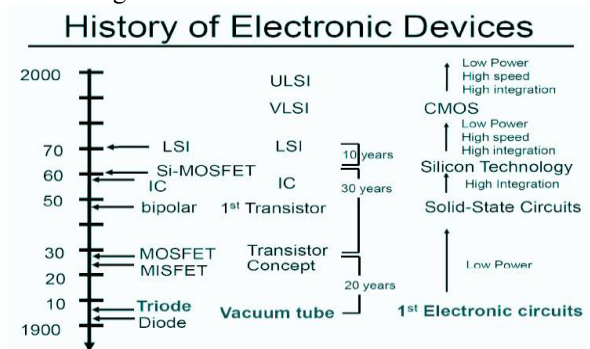 History of Electronic Devices
2000
70
60
50
30
20
10
1900
LSI
Si-MOSFET
IC
bipolar
MOSFET
MISFET
Triode
Diode
ULSI
VLSI
LSI
IC
1st Transistor
Transistor
Concept
Vacuum tube
10 years
30 years
20 years
Low Power
High speed
High integration
CMOS
Low Power
High speed
High integration
Silicon Technology
High Integration
Solid-State Circuits
Low Power
1st Electronic circuits